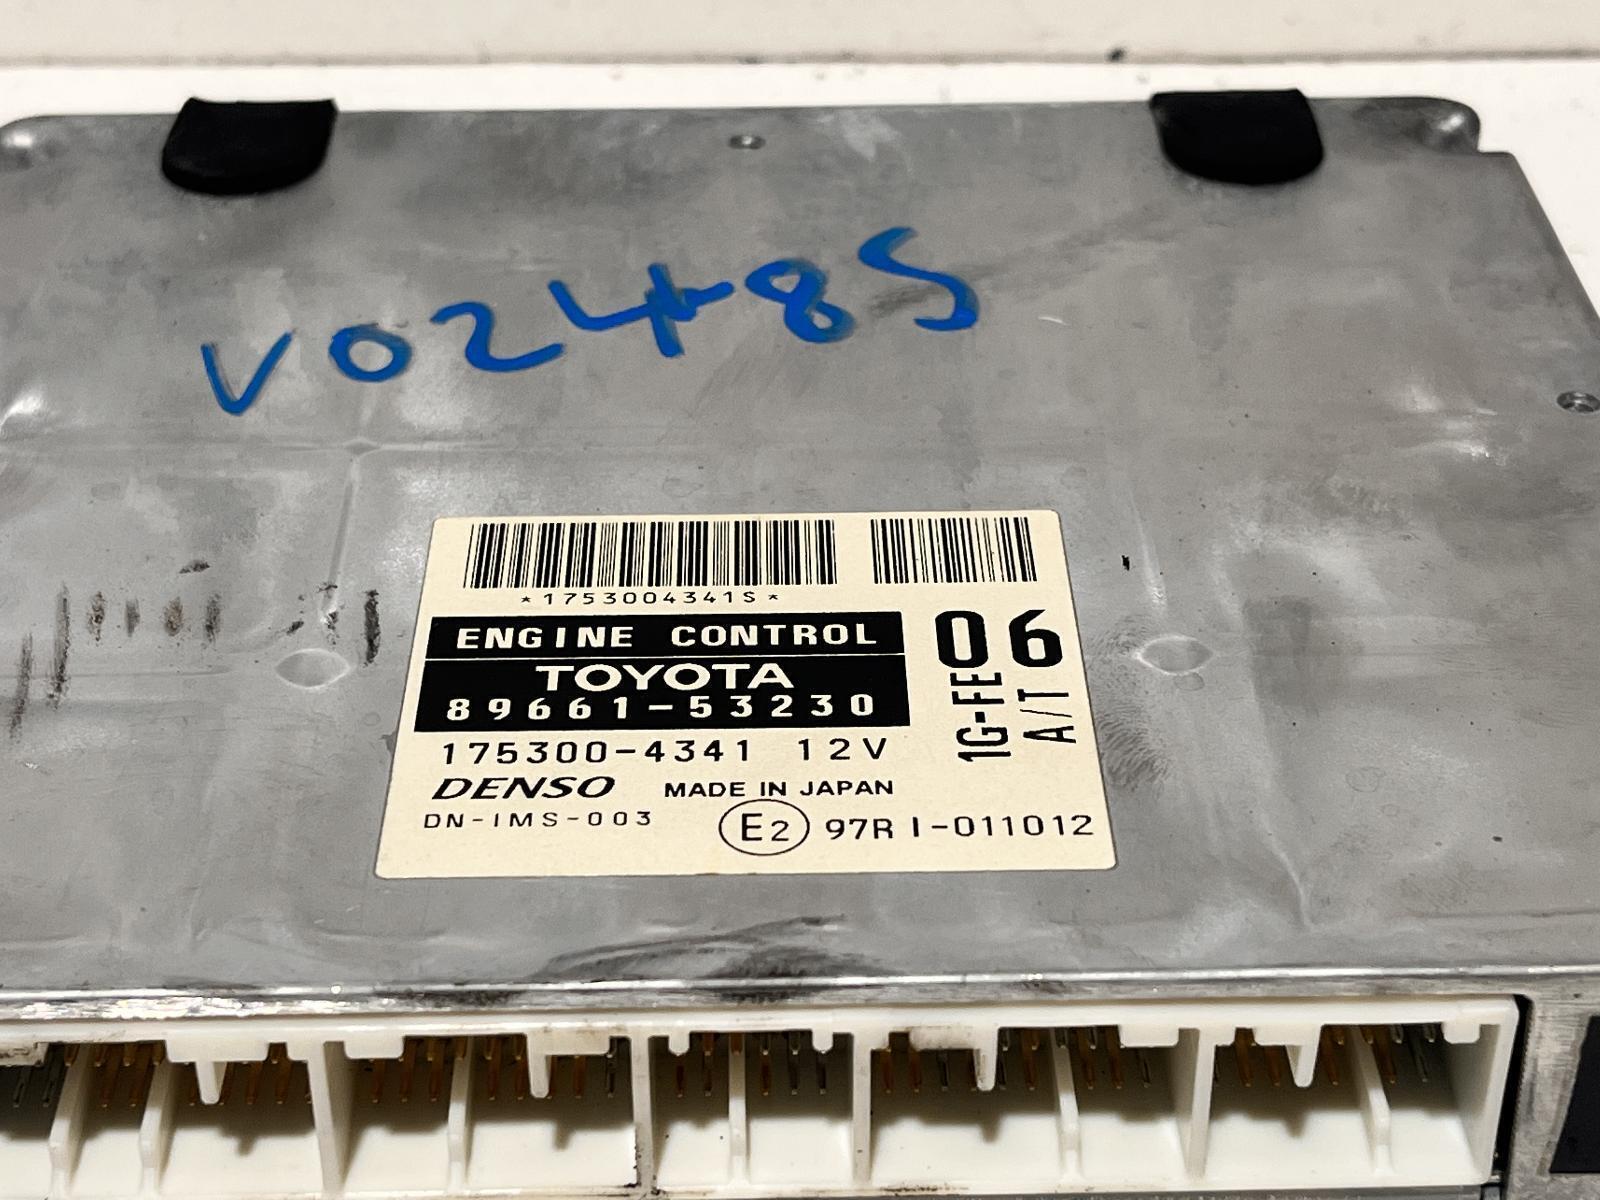 V02485
*1753004341S*
ENGINE CONTROL
TOYOTA
89661-53230
06
1G-FE
A/T
175300-4341 12V
DENSO MADE IN JAPAN
DN-IMS-003 E2 97R I-011012